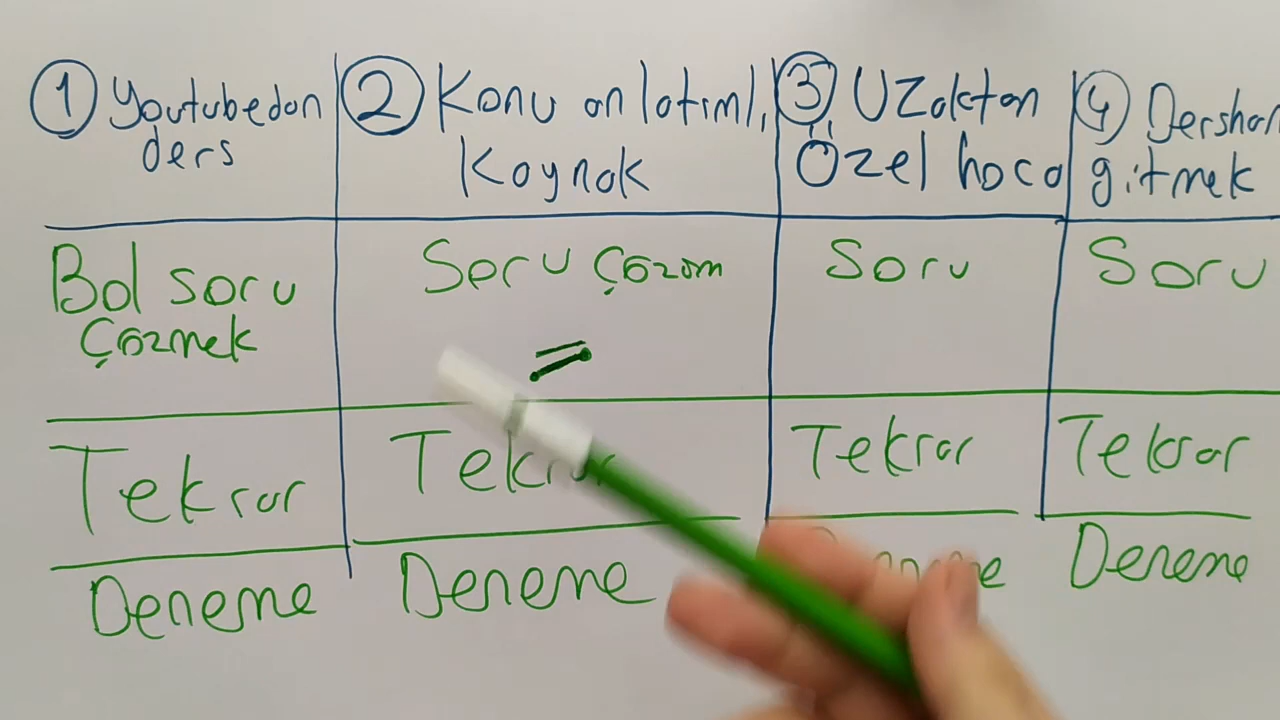 1 Youtubedan
ders
2 Konu anlatımlı
Kaynak
3 Uzaktan
Özel hoca
4 Dershan
gitmek
Bol soru
Çözmek
Soru Çözüm
=
Soru
Soru
Tekrar
Tekrar
Tekrar
Tekrar
Deneme
Deneme
Deneme